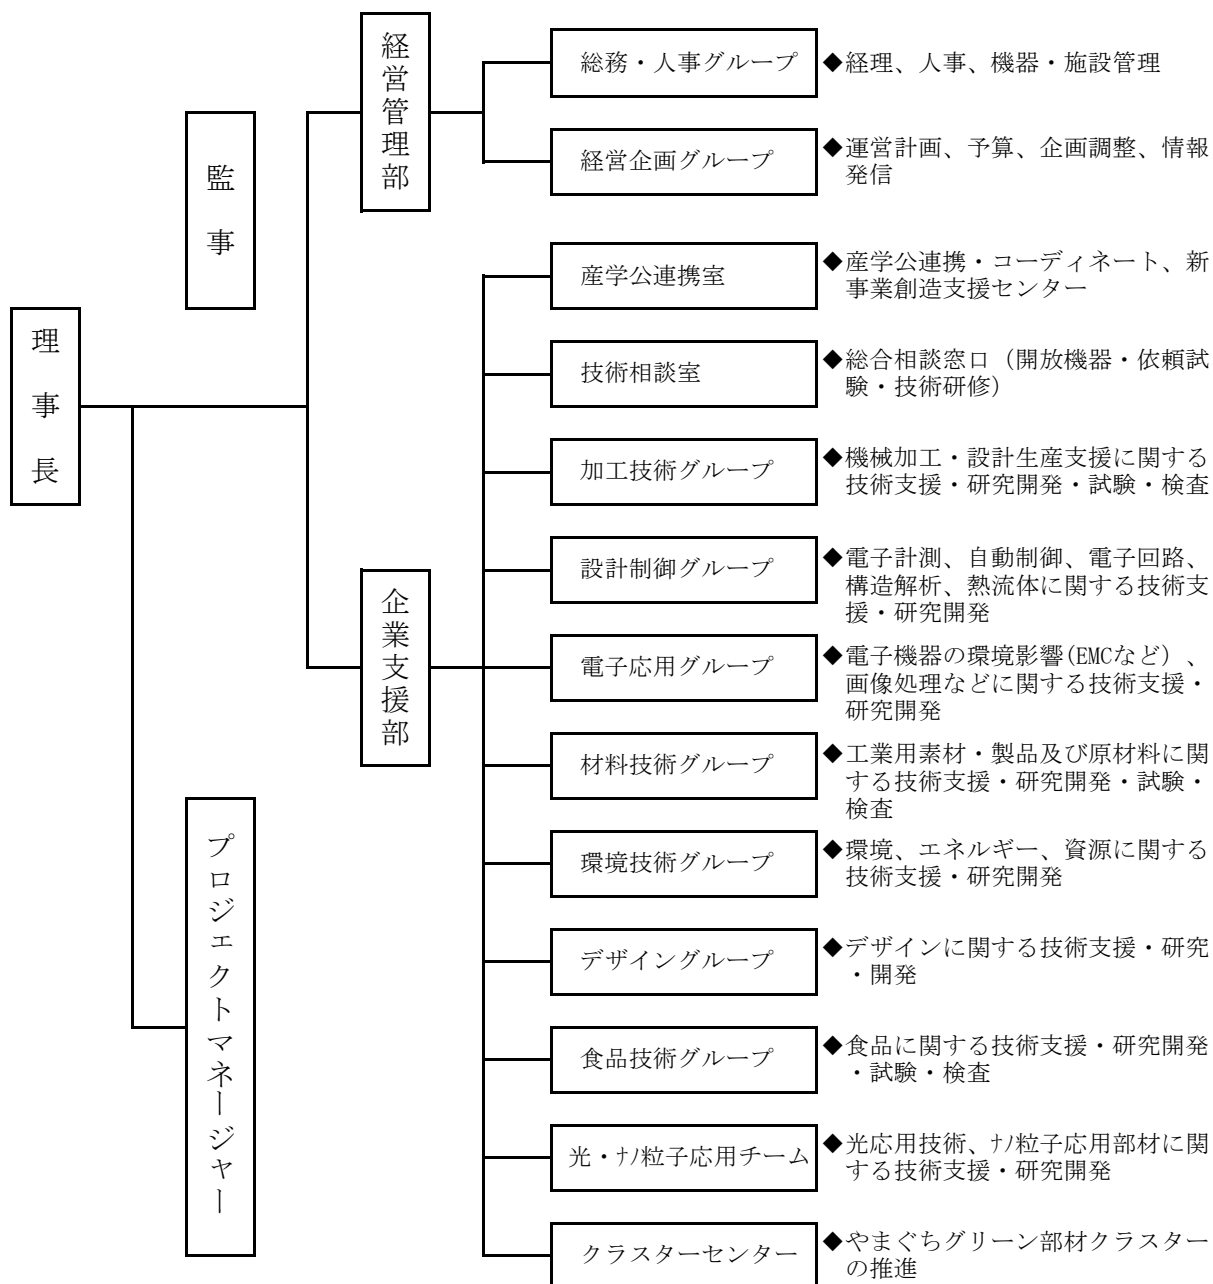 理事長
監事
プロジェクトマネージャー
経営管理部
総務・人事グループ
◆経理、人事、機器・施設管理
経営企画グループ
◆運営計画、予算、企画調整、情報
発信
企業支援部
産学公連携室
◆産学公連携・コーディネート、新
事業創造支援センター
技術相談室
◆総合相談窓口（開放機器・依頼試
験・技術研修）
加工技術グループ
◆機械加工・設計生産支援に関する
技術支援・研究開発・試験・検査
設計制御グループ
◆電子計測、自動制御、電子回路、
構造解析、熱流体に関する技術支
援・研究開発
電子応用グループ
◆電子機器の環境影響(EMCなど）、
画像処理などに関する技術支援・
研究開発
材料技術グループ
◆工業用素材・製品及び原材料に関
する技術支援・研究開発・試験・
検査
環境技術グループ
◆環境、エネルギー、資源に関する
技術支援・研究開発
デザイングループ
◆デザインに関する技術支援・研究
・開発
食品技術グループ
◆食品に関する技術支援・研究開発
・試験・検査
光・ﾅﾉ粒子応用チーム
◆光応用技術、ﾅﾉ粒子応用部材に関
する技術支援・研究開発
クラスターセンター
◆やまぐちグリーン部材クラスター
の推進